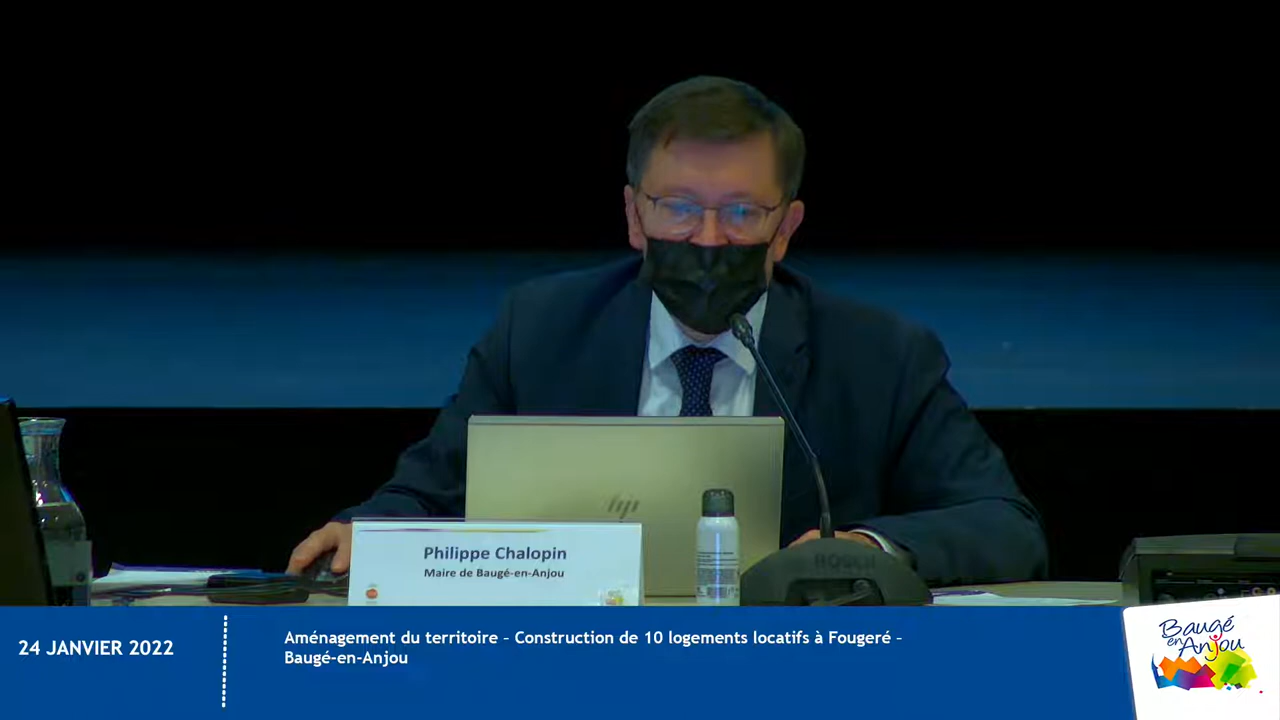 hp
Philippe Chalopin
Maire de Baugé-en-Anjou
BOSCH
24 JANVIER 2022
Aménagement du territoire – Construction de 10 logements locatifs à Fougeré –
Baugé-en-Anjou
Baugé
en Anjou